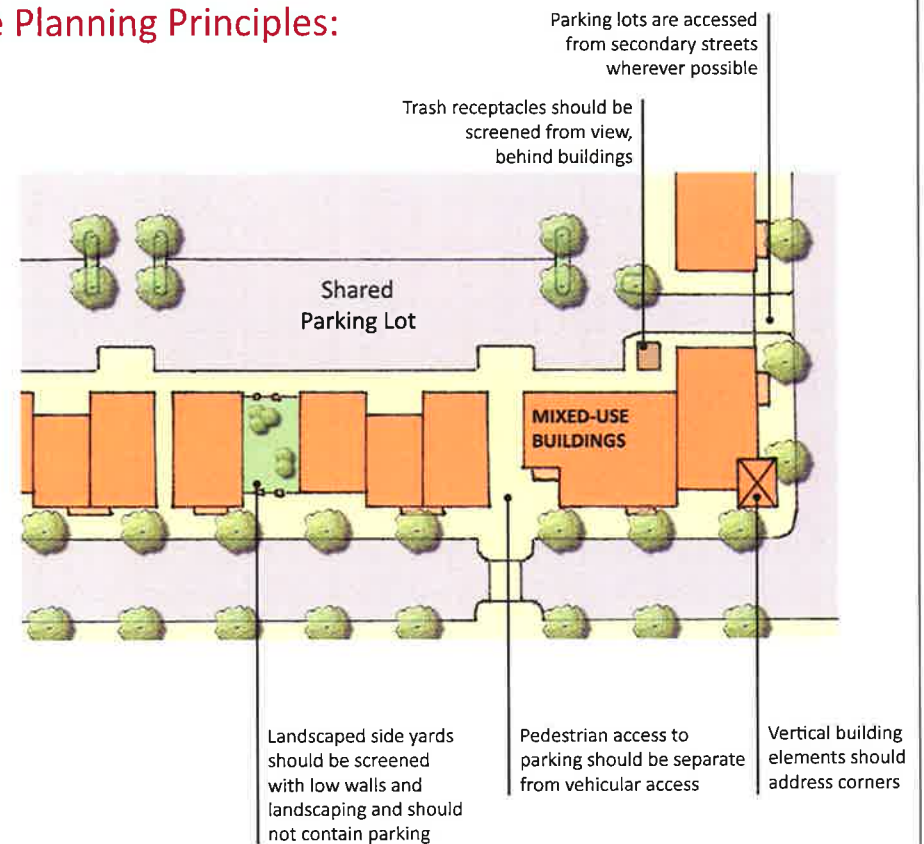 Planning Principles:
Parking lots are accessed
from secondary streets
wherever possible
Trash receptacles should be
screened from view,
behind buildings
Shared
Parking Lot
MIXED-USE
BUILDINGS
Landscaped side yards
should be screened
with low walls and
landscaping and should
not contain parking
Pedestrian access to
parking should be separate
from vehicular access
Vertical building
elements should
address corners